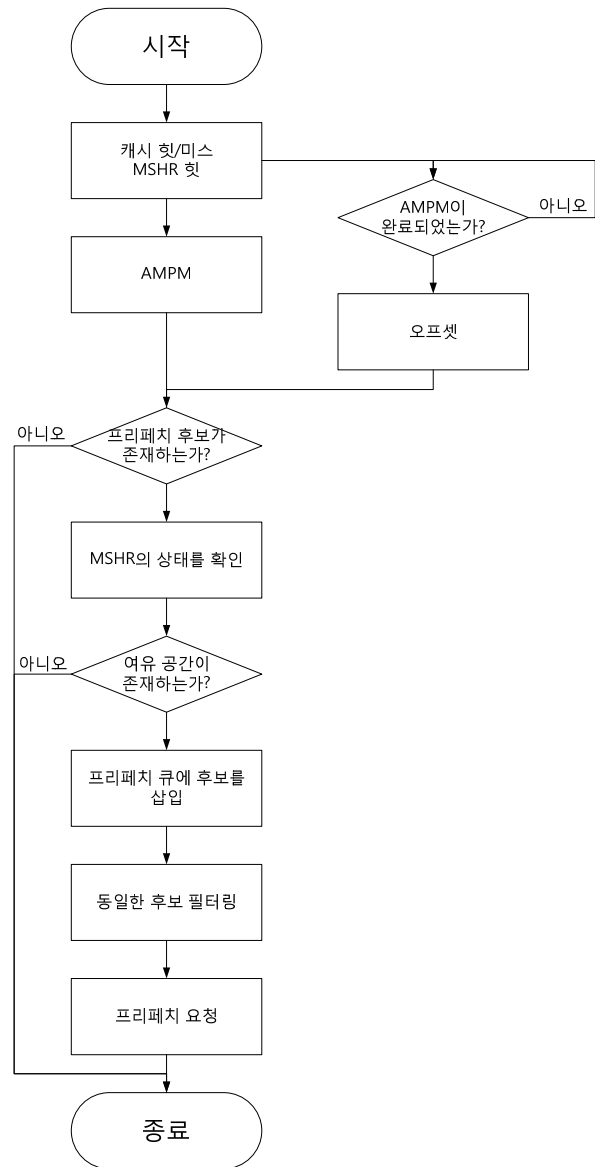 시작
캐시 힛/미스
MSHR 힛
AMPM이
완료되었는가?
아니오
AMPM
오프셋
아니오
프리페치 후보가
존재하는가?
MSHR의 상태를 확인
아니오
여유 공간이
존재하는가?
프리페치 큐에 후보를
삽입
동일한 후보 필터링
프리페치 요청
종료